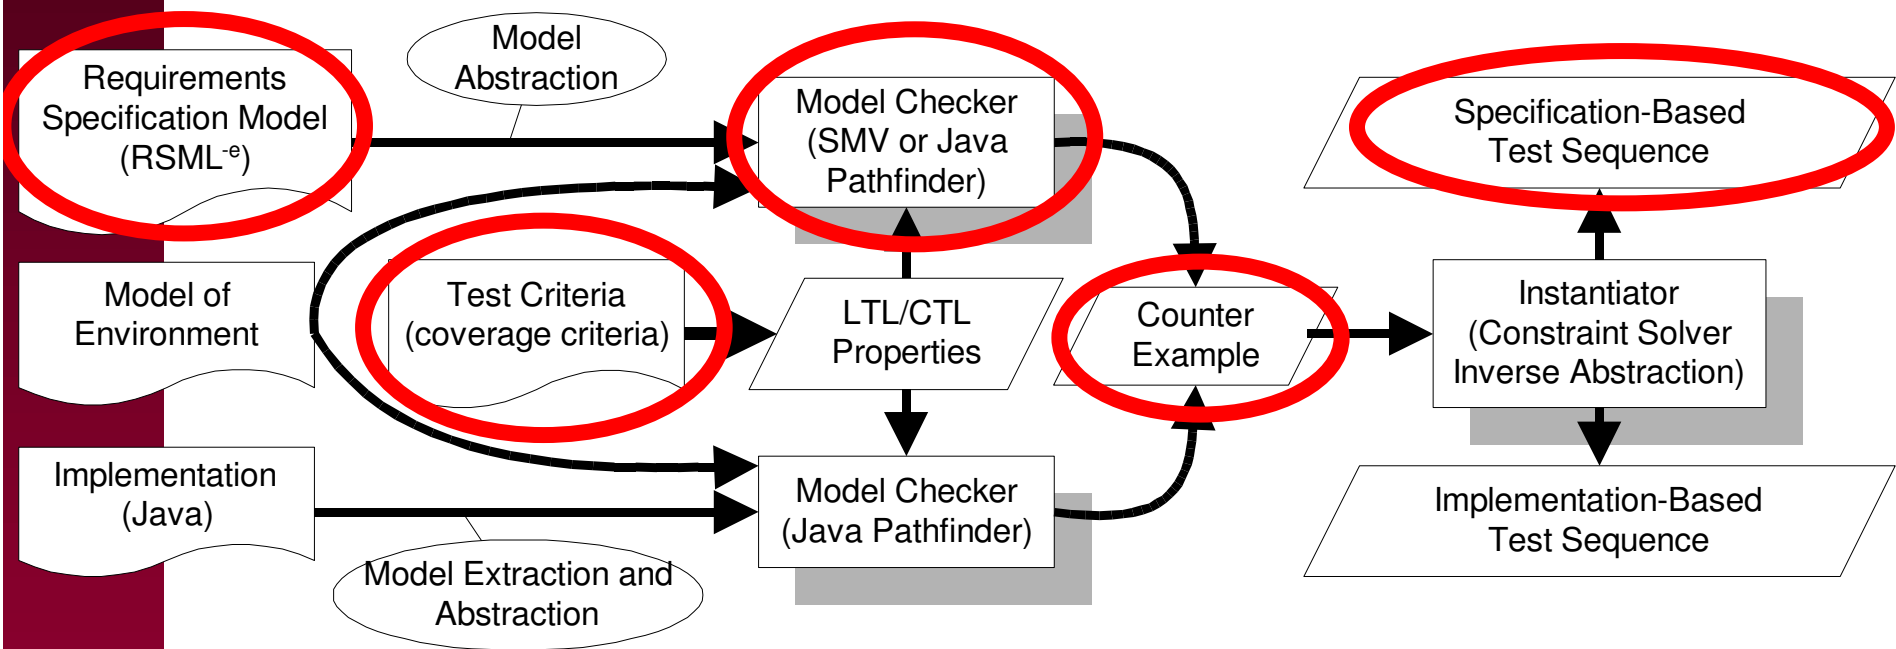 Model
Abstraction
Requirements
Specification Model
(RSML-e)
Model Checker
(SMV or Java
Pathfinder)
Specification-Based
Test Sequence
Model of
Environment
Test Criteria
(coverage criteria)
LTL/CTL
Properties
Counter
Example
Instantiator
(Constraint Solver
Inverse Abstraction)
Implementation
(Java)
Model Checker
(Java Pathfinder)
Implementation-Based
Test Sequence
Model Extraction and
Abstraction